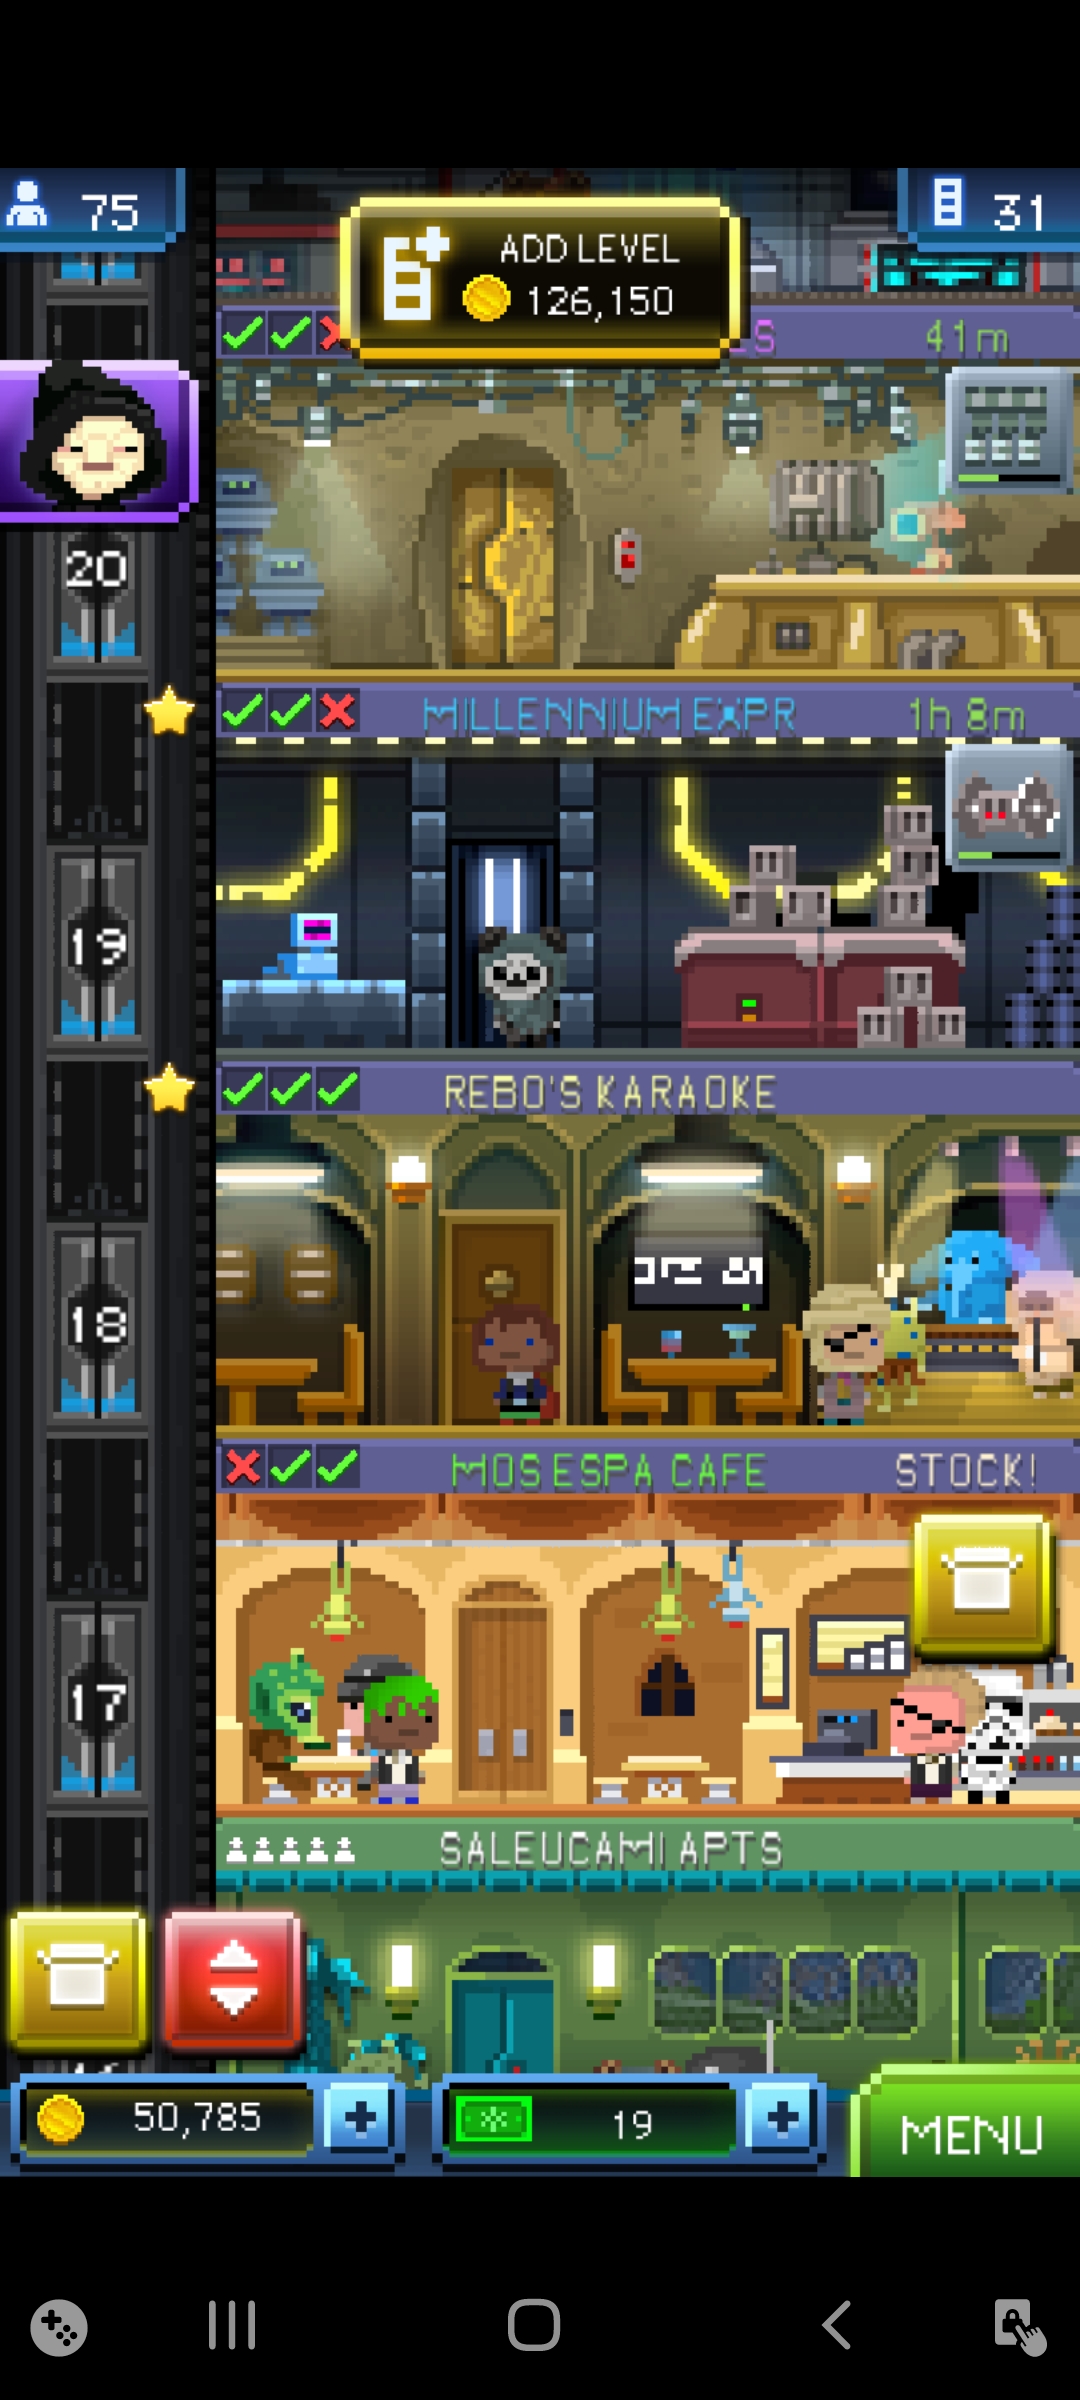 75
ADD LEVEL
126,150
31
S 41m
20
MILLENNIUM EXPR 1h 8m
19
REBO'S KARAOKE
18
MOS ESPA CAFE STOCK!
17
SALEUCAMI APTS
50,785
19
MENU